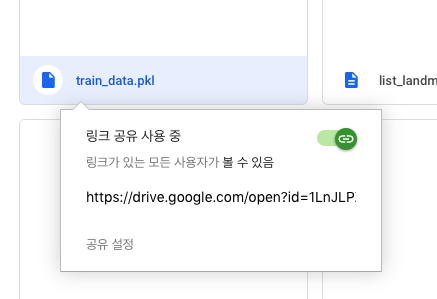 train_data.pkl
list_landm
링크 공유 사용 중
링크가 있는 모든 사용자가 볼 수 있음
https://drive.google.com/open?id=1LnJLP
공유 설정